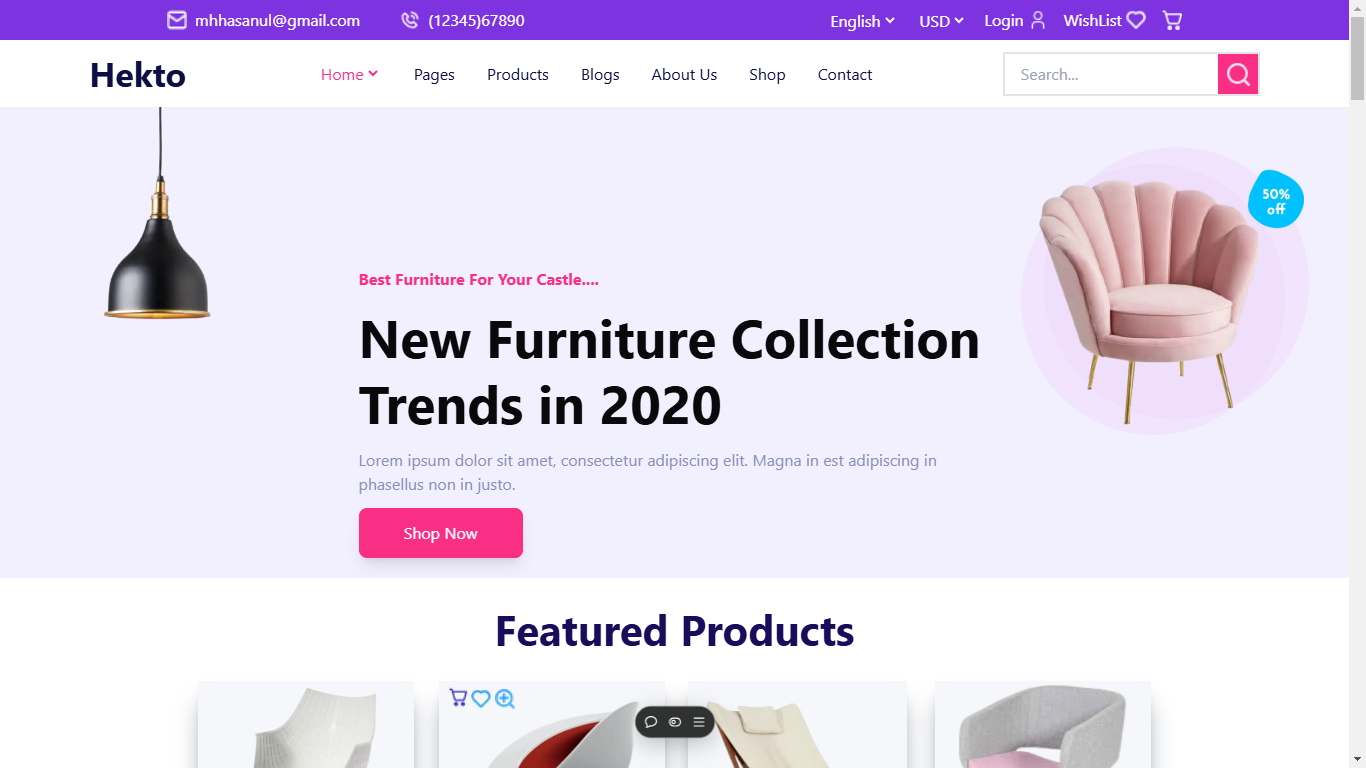 mhhasanul@gmail.com (12345)67890 English USD Login WishList
Hekto Home Pages Products Blogs About Us Shop Contact Search...
50%
off
Best Furniture For Your Castle....
New Furniture Collection
Trends in 2020
Lorem ipsum dolor sit amet, consectetur adipiscing elit. Magna in est adipiscing in
phasellus non in justo.
Shop Now
Featured Products